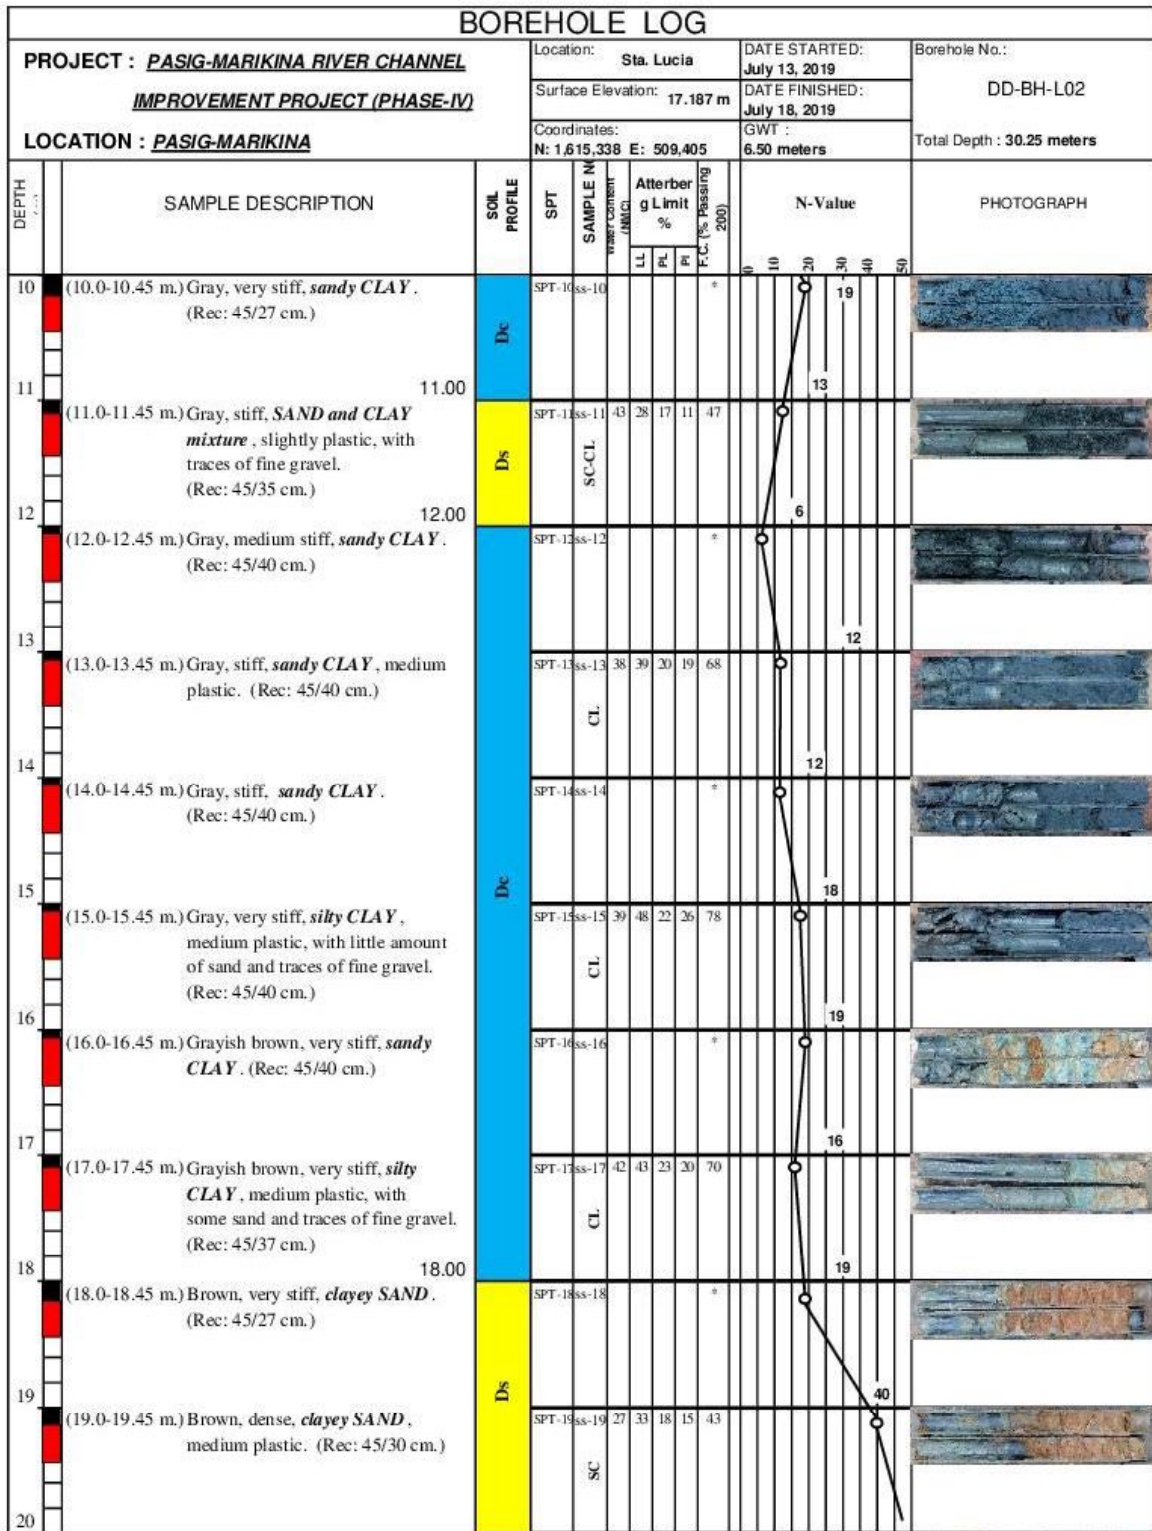 BOREHOLE LOG
PROJECT : PASIG-MARIKINA RIVER CHANNEL
IMPROVEMENT PROJECT (PHASE-IV)
LOCATION : PASIG-MARIKINA
Location: Sta. Lucia
Surface Elevation: 17.187 m
Coordinates:
N: 1,615,338 E: 509,405
DATE STARTED:
July 13, 2019
DATE FINISHED:
July 18, 2019
GWT :
6.50 meters
Borehole No.:
DD-BH-L02
Total Depth : 30.25 meters
DEPTH
SAMPLE DESCRIPTION
SOIL PROFILE
SPT
SAMPLE NO
Water Content (NMC)
Atterber
g Limit
%
LL PL PI
F.C. (% Passing 200)
N-Value
0 10 20 30 40 50
PHOTOGRAPH
10 (10.0-10.45 m.) Gray, very stiff, sandy CLAY . SPT-10 ss-10 * 19
(Rec: 45/27 cm.)
Dc
11 11.00 13
(11.0-11.45 m.) Gray, stiff, SAND and CLAY SPT-11 ss-11 43 28 17 11 47
mixture , slightly plastic, with
traces of fine gravel.
(Rec: 45/35 cm.)
Ds SC-CL
12 12.00 6
(12.0-12.45 m.) Gray, medium stiff, sandy CLAY . SPT-12 ss-12 *
(Rec: 45/40 cm.)
13 12
(13.0-13.45 m.) Gray, stiff, sandy CLAY , medium SPT-13 ss-13 38 39 20 19 68
plastic. (Rec: 45/40 cm.)
CL
14 12
(14.0-14.45 m.) Gray, stiff, sandy CLAY . SPT-14 ss-14 *
(Rec: 45/40 cm.)
15 Dc 18
(15.0-15.45 m.) Gray, very stiff, silty CLAY , SPT-15 ss-15 39 48 22 26 78
medium plastic, with little amount
of sand and traces of fine gravel.
(Rec: 45/40 cm.)
CL
16 19
(16.0-16.45 m.) Grayish brown, very stiff, sandy SPT-16 ss-16 *
CLAY . (Rec: 45/40 cm.)
17 16
(17.0-17.45 m.) Grayish brown, very stiff, silty SPT-17 ss-17 42 43 23 20 70
CLAY , medium plastic, with
some sand and traces of fine gravel.
(Rec: 45/37 cm.)
CL
18 18.00 19
(18.0-18.45 m.) Brown, very stiff, clayey SAND . SPT-18 ss-18 *
(Rec: 45/27 cm.)
19 Ds 40
(19.0-19.45 m.) Brown, dense, clayey SAND , SPT-19 ss-19 27 33 18 15 43
medium plastic. (Rec: 45/30 cm.)
SC
20